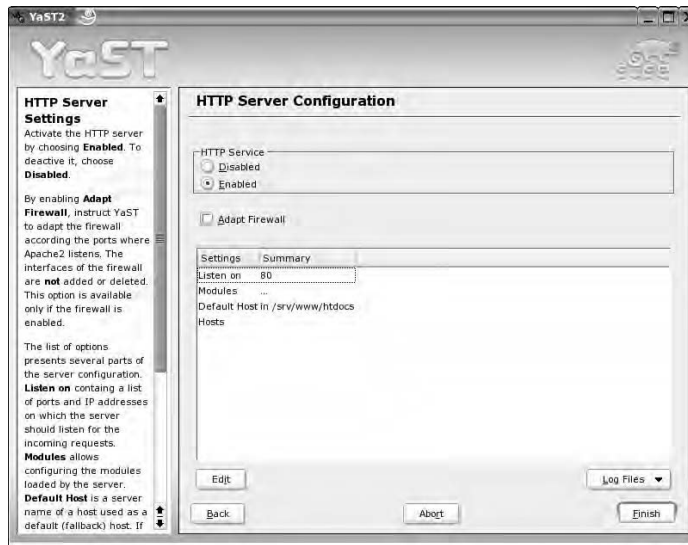 YaST2
YaST
suse
HTTP Server
Settings
Activate the HTTP server
by choosing Enabled. To
deactive it, choose
Disabled.
By enabling Adapt
Firewall, instruct YaST
to adapt the firewall
according the ports where
Apache2 listens. The
interfaces of the firewall
are not added or deleted.
This option is available
only if the firewall is
enabled.
The list of options
presents several parts of
the server configuration.
Listen on containg a list
of ports and IP addresses
on which the server
should listen for the
incoming requests.
Modules allows
configuring the modules
loaded by the server.
Default Host is a server
name of a host used as a
default (fallback) host. If
HTTP Server Configuration
HTTP Service
Disabled
Enabled
Adapt Firewall
Settings Summary
Listen on 80
Modules ...
Default Host in /srv/www/htdocs
Hosts
Edit
Log Files
Back
Abort
Finish